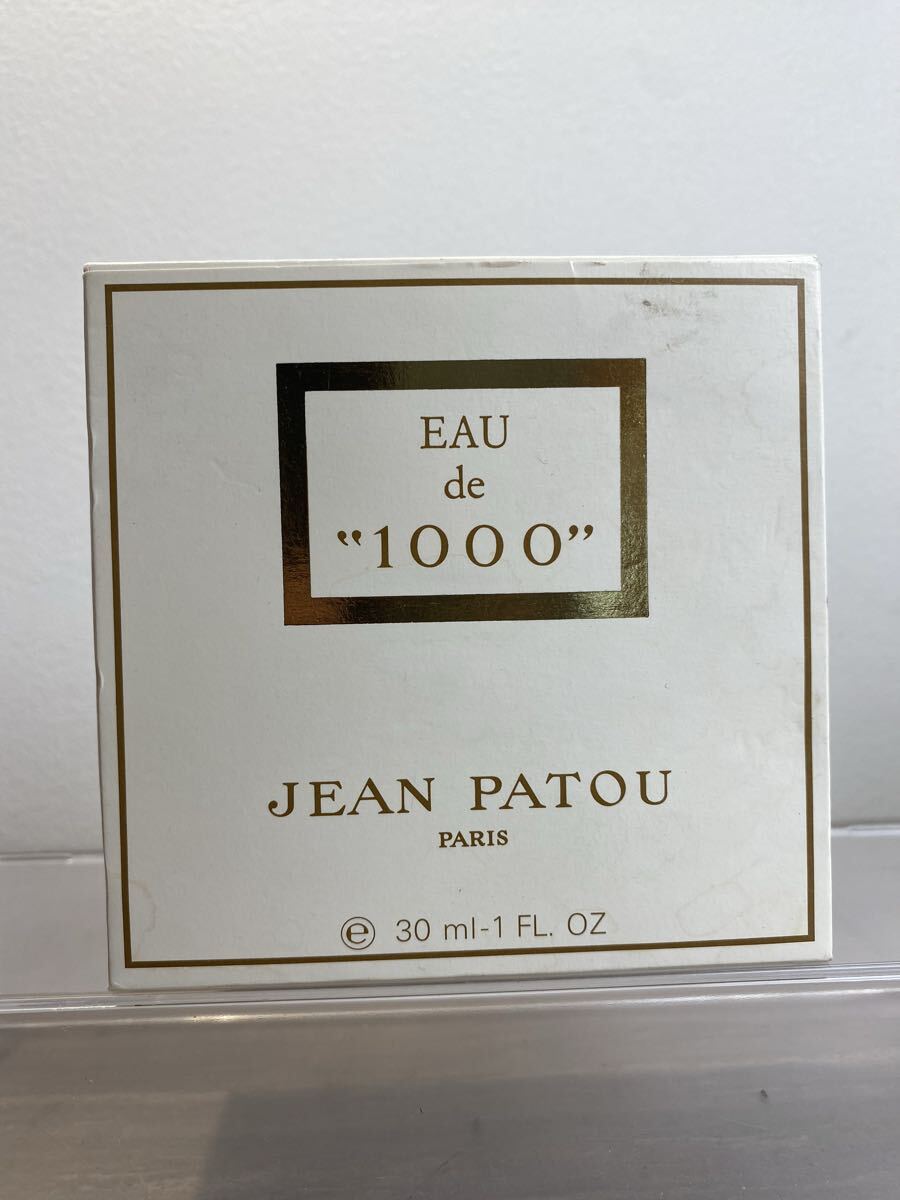 EAU
de
“1000”
JEAN PATOU
PARIS
ⓔ 30 ml-1 FL. OZ